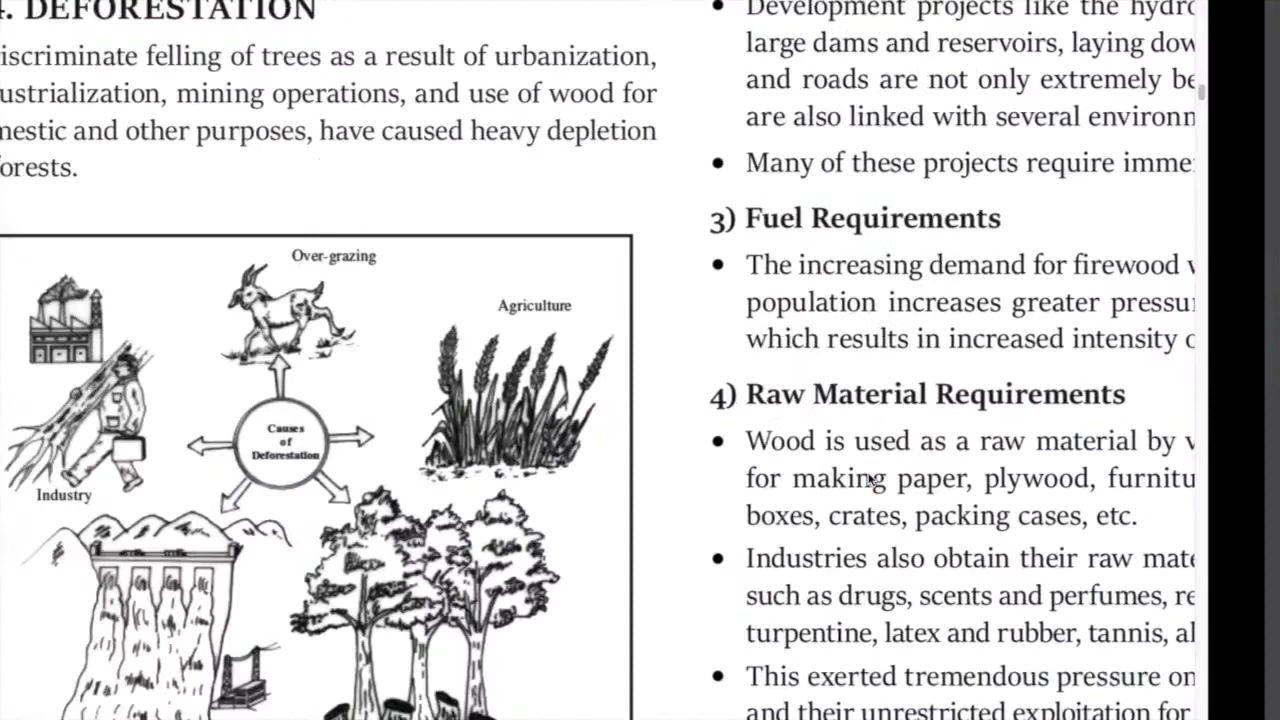 4. DEFORESTATION
iscriminate felling of trees as a result of urbanization,
ustrialization, mining operations, and use of wood for
mestic and other purposes, have caused heavy depletion
orests.
Over-grazing
Agriculture
Causes
of
Deforestation
Industry
Development projects like the hydro
large dams and reservoirs, laying dow
and roads are not only extremely be
are also linked with several environ
• Many of these projects require imme
3) Fuel Requirements
• The increasing demand for firewood
population increases greater pressu
which results in increased intensity
4) Raw Material Requirements
• Wood is used as a raw material by
for making paper, plywood, furnitu
boxes, crates, packing cases, etc.
• Industries also obtain their raw mate
such as drugs, scents and perfumes, re
turpentine, latex and rubber, tannis, al
• This exerted tremendous pressure on
and their unrestricted exploitation for